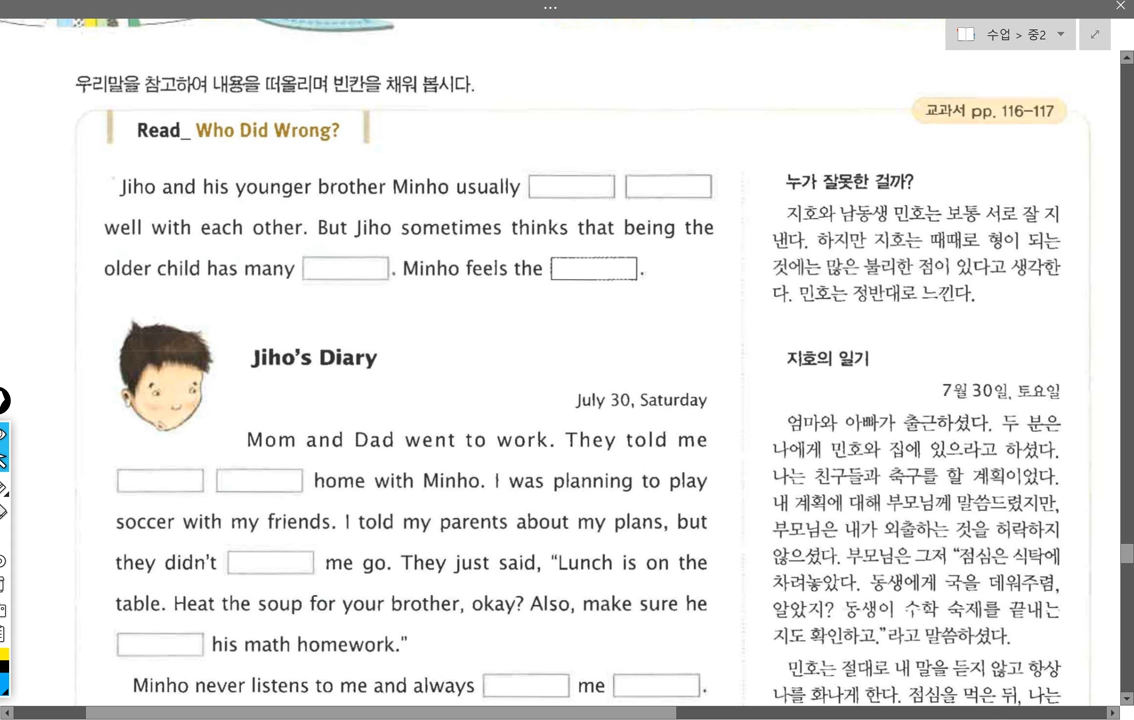 수업 > 중2
우리말을 참고하여 내용을 떠올리며 빈칸을 채워 봅시다.
교과서 pp. 116–117
Read_ Who Did Wrong?
Jiho and his younger brother Minho usually
well with each other. But Jiho sometimes thinks that being the
older child has many . Minho feels the .
Jiho's Diary
July 30, Saturday
Mom and Dad went to work. They told me
home with Minho. I was planning to play
soccer with my friends. I told my parents about my plans, but
they didn't me go. They just said, "Lunch is on the
table. Heat the soup for your brother, okay? Also, make sure he
his math homework."
Minho never listens to me and always me .
누가 잘못한 걸까?
지호와 남동생 민호는 보통 서로 잘 지
낸다. 하지만 지호는 때때로 형이 되는
것에는 많은 불리한 점이 있다고 생각한
다. 민호는 정반대로 느낀다.
지호의 일기
7월 30일, 토요일
엄마와 아빠가 출근하셨다. 두 분은
나에게 민호와 집에 있으라고 하셨다.
나는 친구들과 축구를 할 계획이었다.
내 계획에 대해 부모님께 말씀드렸지만,
부모님은 내가 외출하는 것을 허락하지
않으셨다. 부모님은 그저 "점심은 식탁에
차려놓았다. 동생에게 국을 데워주렴,
알았지? 동생이 수학 숙제를 끝내는
지도 확인하고."라고 말씀하셨다.
민호는 절대로 내 말을 듣지 않고 항상
나를 화나게 한다. 점심을 먹은 뒤, 나는